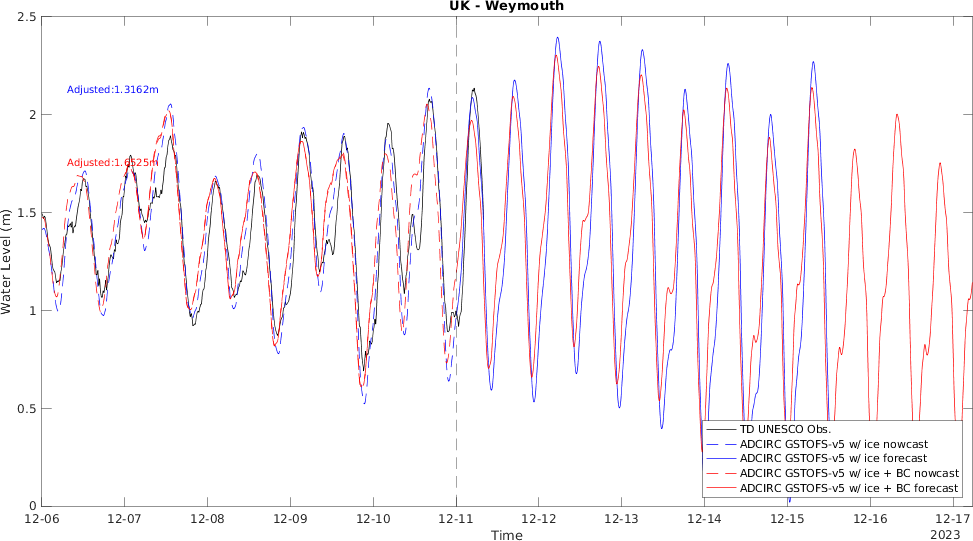 UK - Weymouth
2.5
2
1.5
1
0.5
0
Water Level (m)
Adjusted:1.3162m
Adjusted:1.6525m
TD UNESCO Obs.
ADCIRC GSTOFS-v5 w/ ice nowcast
ADCIRC GSTOFS-v5 w/ ice forecast
ADCIRC GSTOFS-v5 w/ ice + BC nowcast
ADCIRC GSTOFS-v5 w/ ice + BC forecast
12-06 12-07 12-08 12-09 12-10 12-11 12-12 12-13 12-14 12-15 12-16 12-17
Time
2023